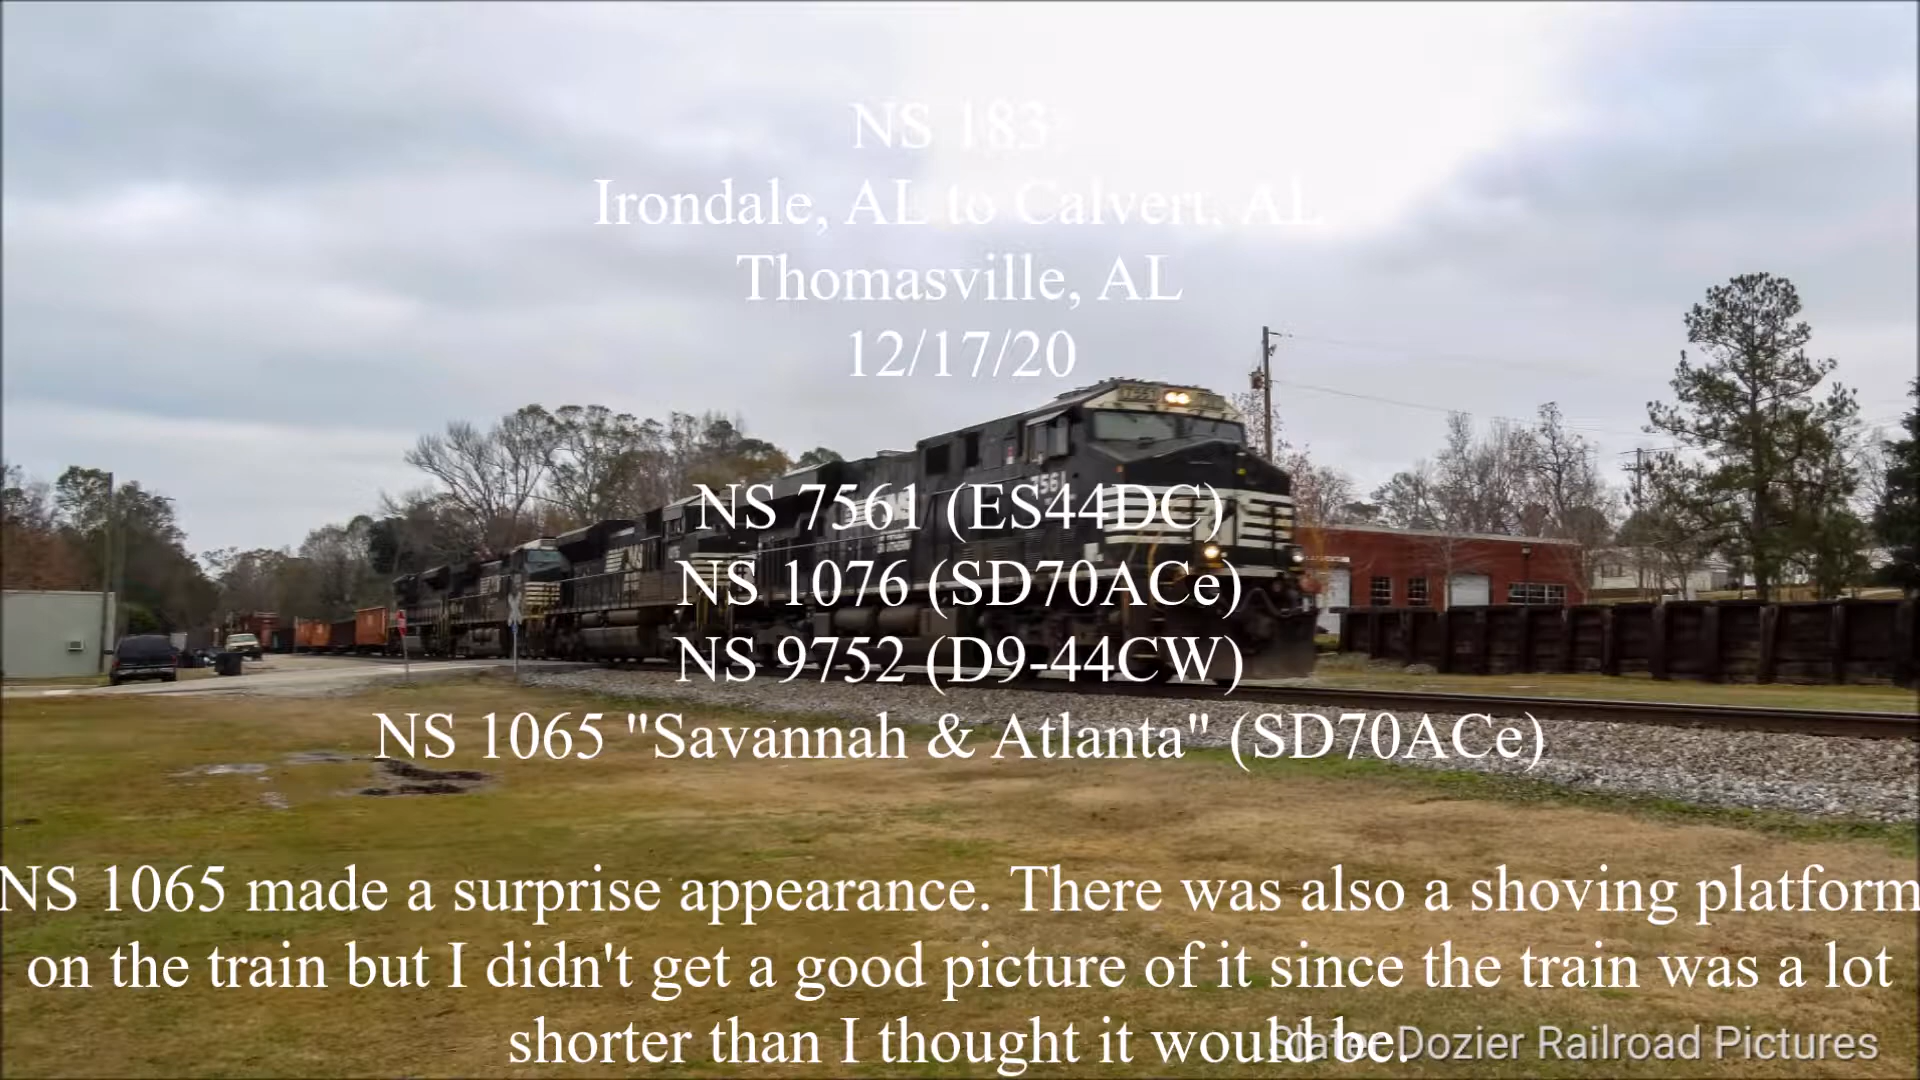 NS 183:
Irondale, AL to Calvert, AL
Thomasville, AL
12/17/20
NS 7561 (ES44DC)
NS 1076 (SD70ACe)
NS 9752 (D9-44CW)
NS 1065 "Savannah & Atlanta" (SD70ACe)
NS 1065 made a surprise appearance. There was also a shoving platform
on the train but I didn't get a good picture of it since the train was a lot
shorter than I thought it would be.
Dozier Railroad Pictures
7561